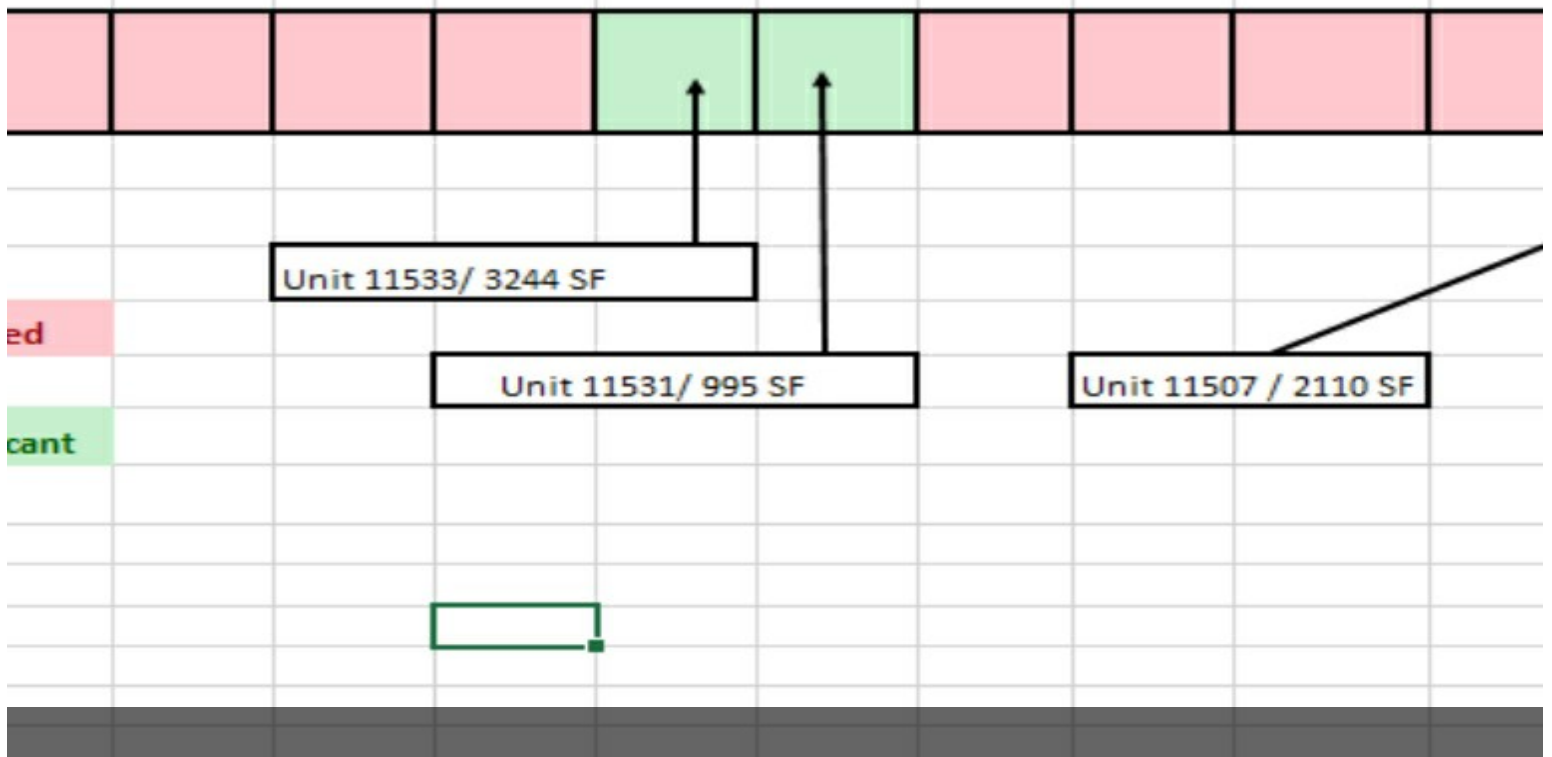 Unit 11533/ 3244 SF
ed
Unit 11531/ 995 SF
Unit 11507 / 2110 SF
cant